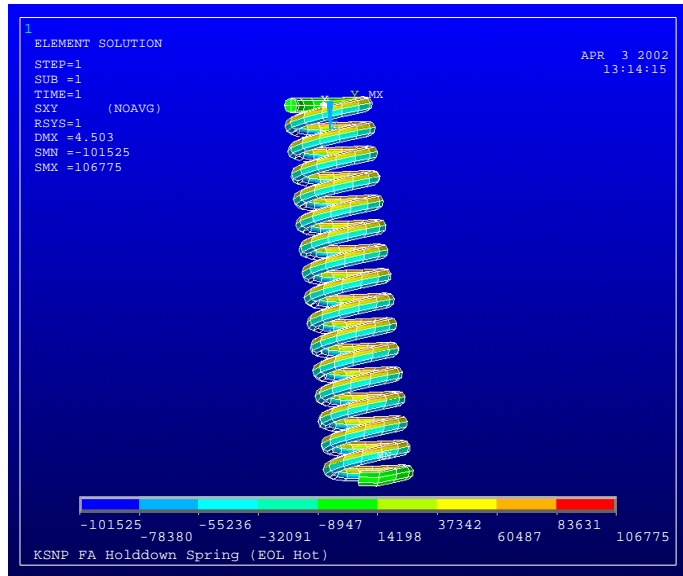 1
ELEMENT SOLUTION
APR 3 2002
13:14:15
STEP=1
SUB =1
TIME=1
SXY (NOAVG)
RSYS=1
DMX =4.503
SMN =-101525
SMX =106775
Y MX
MN
-101525 -55236 -8947 37342 83631
-78380 -32091 14198 60487 106775
KSNP FA Holddown Spring (EOL Hot)